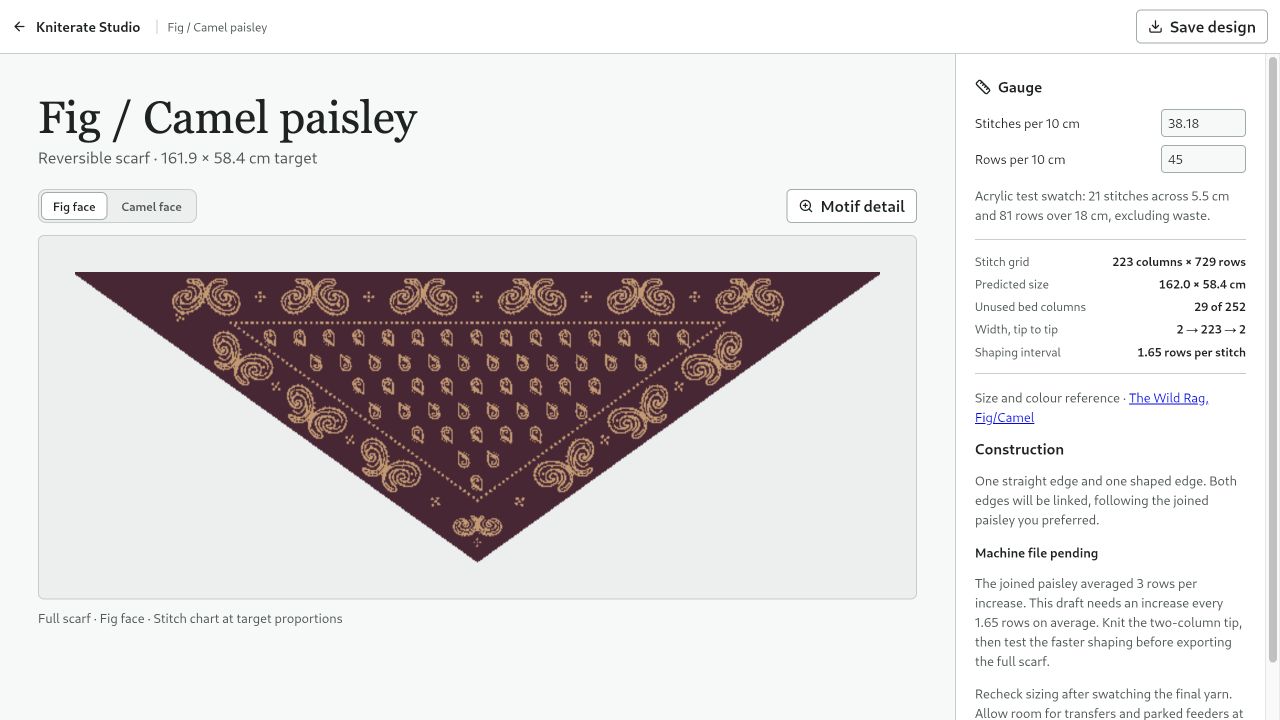 Kniterate Studio
Fig / Camel paisley
Save design
Fig / Camel paisley
Reversible scarf · 161.9 × 58.4 cm target
Fig face
Camel face
Motif detail
Full scarf · Fig face · Stitch chart at target proportions
Gauge
Stitches per 10 cm
38.18
Rows per 10 cm
45
Acrylic test swatch: 21 stitches across 5.5 cm
and 81 rows over 18 cm, excluding waste.
Stitch grid 223 columns × 729 rows
Predicted size 162.0 × 58.4 cm
Unused bed columns 29 of 252
Width, tip to tip 2 → 223 → 2
Shaping interval 1.65 rows per stitch
Size and colour reference · The Wild Rag,
Fig/Camel
Construction
One straight edge and one shaped edge. Both
edges will be linked, following the joined
paisley you preferred.
Machine file pending
The joined paisley averaged 3 rows per
increase. This draft needs an increase every
1.65 rows on average. Knit the two-column tip,
then test the faster shaping before exporting
the full scarf.
Recheck sizing after swatching the final yarn.
Allow room for transfers and parked feeders at